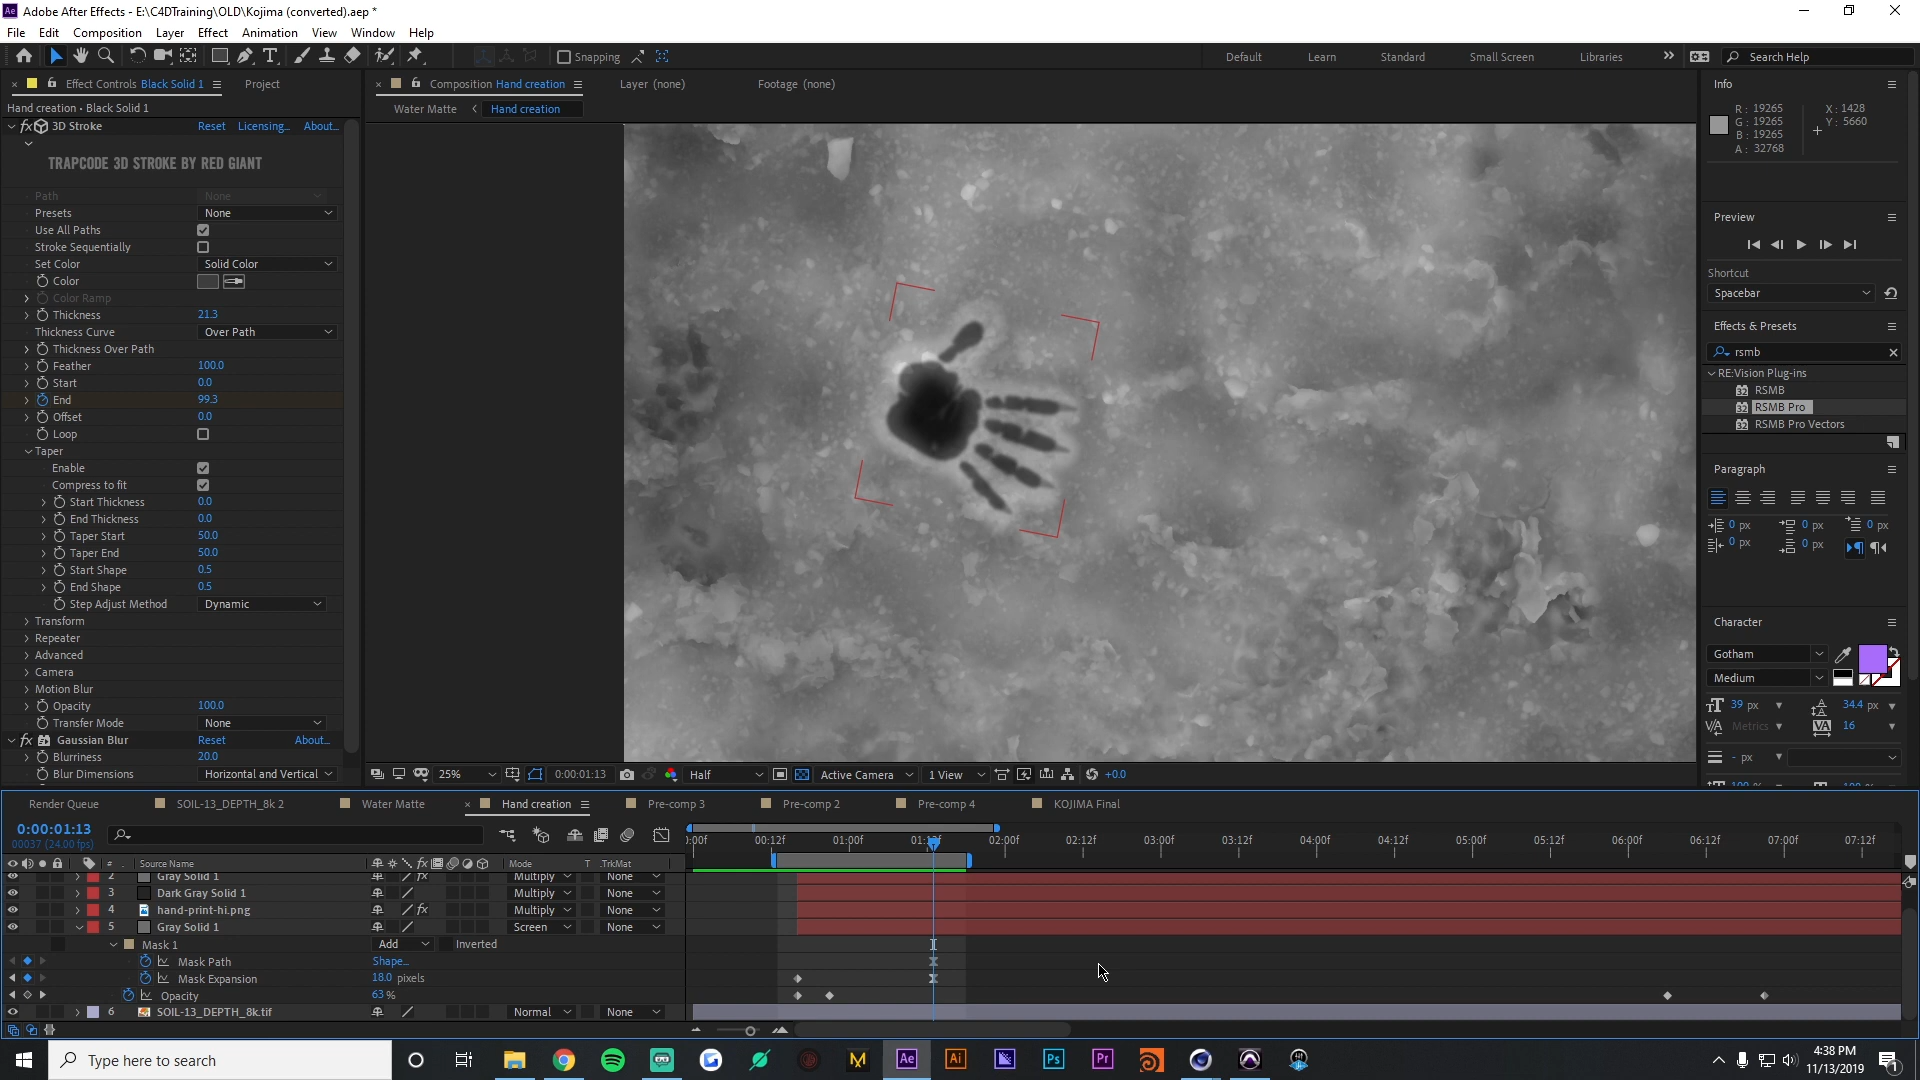 Ae Adobe After Effects - E:\C4DTraining\OLD\Kojima (converted).aep *
File Edit Composition Layer Effect Animation View Window Help
Snapping
Default Learn Standard Small Screen Libraries Search Help
Effect Controls Black Solid 1 Project
Composition Hand creation Layer (none) Footage (none)
Hand creation • Black Solid 1
Water Matte Hand creation
3D Stroke Reset Licensing... About...
TRAPCODE 3D STROKE BY RED GIANT
Path None
Presets None
Use All Paths
Stroke Sequentially
Set Color Solid Color
Color
Color Ramp
Thickness 21.3
Thickness Curve Over Path
Thickness Over Path
Feather 100.0
Start 0.0
End 99.3
Offset 0.0
Loop
Taper
Enable
Compress to fit
Start Thickness 0.0
End Thickness 0.0
Taper Start 50.0
Taper End 50.0
Start Shape 0.5
End Shape 0.5
Step Adjust Method Dynamic
Transform
Repeater
Advanced
Camera
Motion Blur
Opacity 100.0
Transfer Mode None
Gaussian Blur Reset About...
Blurriness 20.0
Blur Dimensions Horizontal and Vertical
25% 0:00:01:13 Half Active Camera 1 View +0.0
Info
R: 19265 X: 1428
G: 19265 Y: 5660
B: 19265
A: 32768
Preview
Shortcut
Spacebar
Effects & Presets
rsmb
RE:Vision Plug-ins
32 RSMB
32 RSMB Pro
32 RSMB Pro Vectors
Paragraph
0 px 0 px 0 px
0 px 0 px
Character
Gotham
Medium
39 px 34.4 px
Metrics 16
- px
Render Queue SOIL-13_DEPTH_8k 2 Water Matte Hand creation Pre-comp 3 Pre-comp 2 Pre-comp 4 KOJIMA Final
0:00:01:13
00037 (24.00 fps)
:00f 00:12f 01:00f 01:12f 02:00f 02:12f 03:00f 03:12f 04:00f 04:12f 05:00f 05:12f 06:00f 06:12f 07:00f 07:12f
# Source Name Mode T .TrkMat
2 Gray Solid 1 Multiply None
3 Dark Gray Solid 1 Multiply None
4 hand-print-hi.png Multiply None
5 Gray Solid 1 Screen None
Mask 1 Add Inverted
Mask Path Shape...
Mask Expansion 18.0 pixels
Opacity 63 %
6 SOIL-13_DEPTH_8k.tif Normal None
Type here to search
Ae Ai Ps Pr
4:38 PM
11/13/2019
1